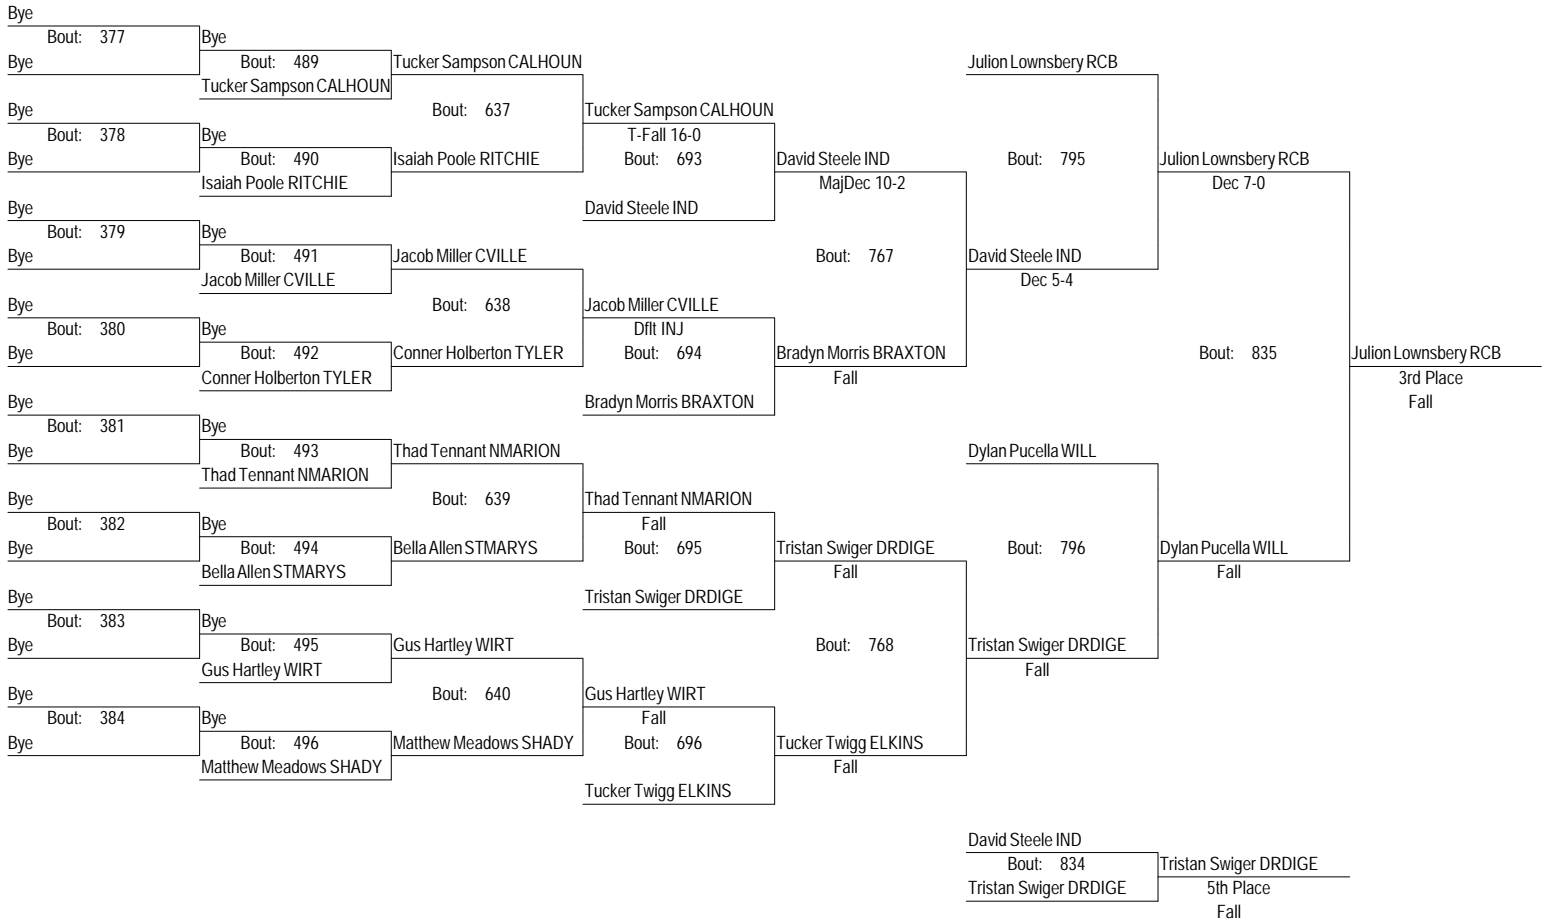 Bye
Bout: 377 Bye
Bye Bout: 489 Tucker Sampson CALHOUN Julion Lownsbery RCB
Tucker Sampson CALHOUN
Bye Bout: 637 Tucker Sampson CALHOUN
Bout: 378 Bye T-Fall 16-0
Bye Bout: 490 Isaiah Poole RITCHIE Bout: 693 David Steele IND Bout: 795 Julion Lownsbery RCB
Isaiah Poole RITCHIE MajDec 10-2 Dec 7-0
Bye David Steele IND
Bout: 379 Bye
Bye Bout: 491 Jacob Miller CVILLE Bout: 767 David Steele IND
Jacob Miller CVILLE Dec 5-4
Bye Bout: 638 Jacob Miller CVILLE
Bout: 380 Bye Dflt INJ
Bye Bout: 492 Conner Holberton TYLER Bout: 694 Bradyn Morris BRAXTON Bout: 835 Julion Lownsbery RCB
Conner Holberton TYLER Fall 3rd Place
Bye Bradyn Morris BRAXTON Fall
Bout: 381 Bye
Bye Bout: 493 Thad Tennant NMARION Dylan Pucella WILL
Thad Tennant NMARION
Bye Bout: 639 Thad Tennant NMARION
Bout: 382 Bye Fall
Bye Bout: 494 Bella Allen STMARYS Bout: 695 Tristan Swiger DRDIGE Bout: 796 Dylan Pucella WILL
Bella Allen STMARYS Fall Fall
Bye Tristan Swiger DRDIGE
Bout: 383 Bye
Bye Bout: 495 Gus Hartley WIRT Bout: 768 Tristan Swiger DRDIGE
Gus Hartley WIRT Fall
Bye Bout: 640 Gus Hartley WIRT
Bout: 384 Bye Fall
Bye Bout: 496 Matthew Meadows SHADY Bout: 696 Tucker Twigg ELKINS
Matthew Meadows SHADY Fall
Tucker Twigg ELKINS
David Steele IND
Bout: 834 Tristan Swiger DRDIGE
Tristan Swiger DRDIGE 5th Place
Fall